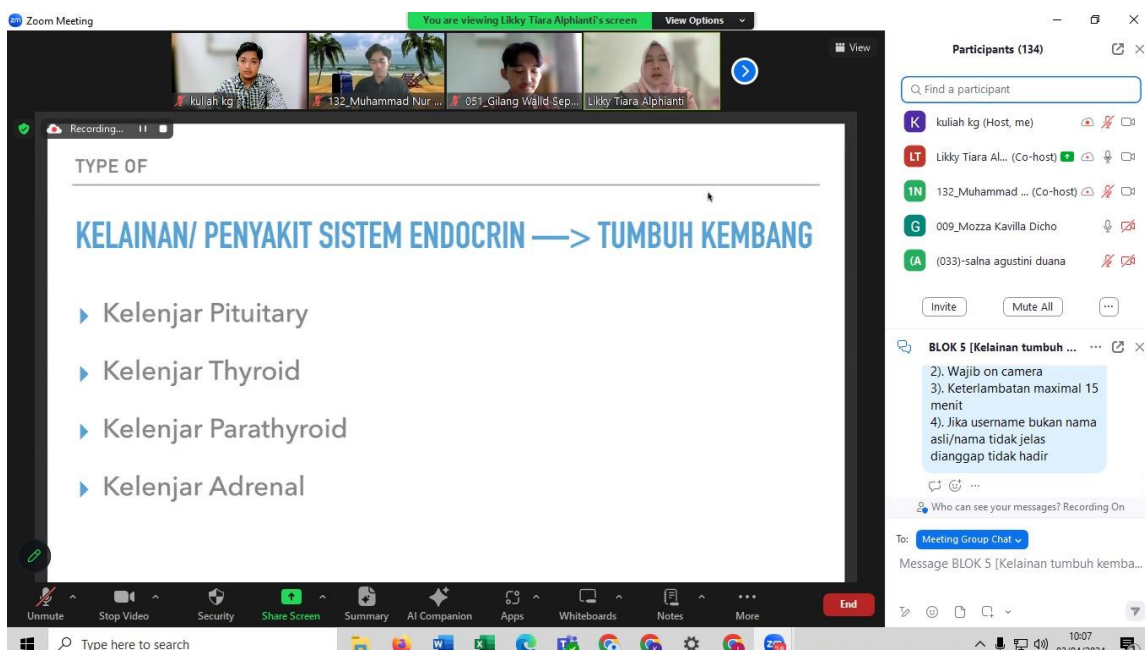 Zoom Meeting
You are viewing Likky Tiara Alphianti's screen
View Options
View
kuliah kg
132_Muhammad Nur ...
051_Gilang Walid Sep...
Likky Tiara Alphianti
Recording...
TYPE OF
KELAINAN/ PENYAKIT SISTEM ENDOCRIN —> TUMBUH KEMBANG
Kelenjar Pituitary
Kelenjar Thyroid
Kelenjar Parathyroid
Kelenjar Adrenal
Participants (134)
Find a participant
K kuliah kg (Host, me)
LT Likky Tiara Al... (Co-host)
1N 132_Muhammad ... (Co-host)
G 009_Mozza Kavilla Dicho
(A (033)-salna agustini duana
Invite
Mute All
BLOK 5 [Kelainan tumbuh ...
2). Wajib on camera
3). Keterlambatan maximal 15
menit
4). Jika username bukan nama
asli/nama tidak jelas
dianggap tidak hadir
Who can see your messages? Recording On
To: Meeting Group Chat
Message BLOK 5 [Kelainan tumbuh kemba...
Unmute
Stop Video
Security
Share Screen
Summary
AI Companion
Apps
Whiteboards
Notes
More
End
Type here to search
10:07